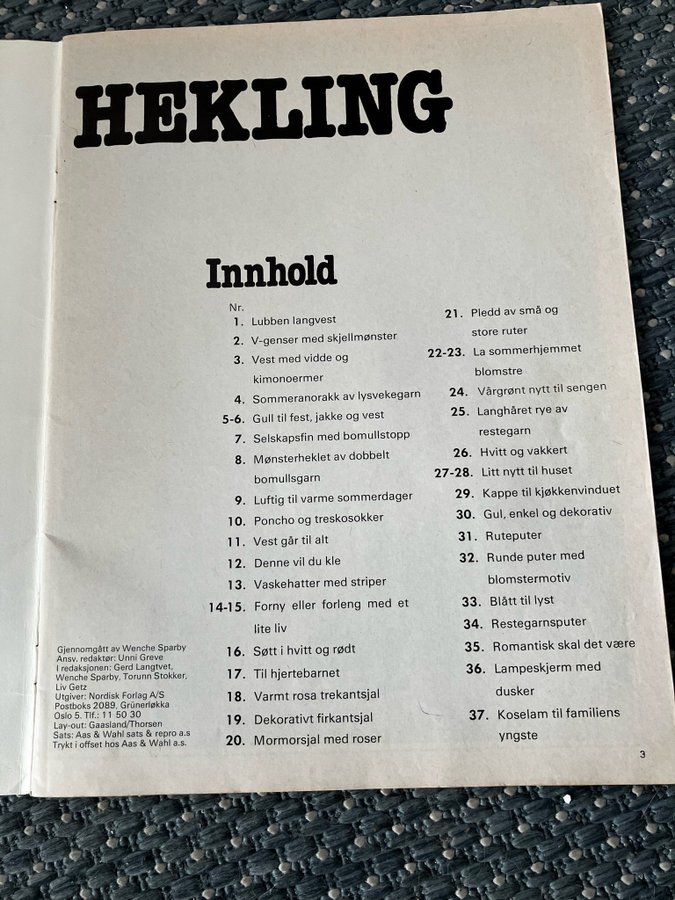 HEKLING
Innhold
Nr.
1. Lubben langvest
2. V-genser med skjellmønster
3. Vest med vidde og
kimonoermer
4. Sommeranorakk av lysvekegarn
5-6. Gull til fest, jakke og vest
7. Selskapsfin med bomullstopp
8. Mønsterheklet av dobbelt
bomullsgarn
9. Luftig til varme sommerdager
10. Poncho og treskosokker
11. Vest går til alt
12. Denne vil du kle
13. Vaskehatter med striper
14-15. Forny eller forleng med et
lite liv
16. Søtt i hvitt og rødt
17. Til hjertebarnet
18. Varmt rosa trekantsjal
19. Dekorativt firkantsjal
20. Mormorsjal med roser
21. Pledd av små og
store ruter
22-23. La sommerhjemmet
blomstre
24. Vårgrønt nytt til sengen
25. Langhåret rye av
restegarn
26. Hvitt og vakkert
27-28. Litt nytt til huset
29. Kappe til kjøkkenvinduet
30. Gul, enkel og dekorativ
31. Ruteputer
32. Runde puter med
blomstermotiv
33. Blått til lyst
34. Restegarnsputer
35. Romantisk skal det være
36. Lampeskjerm med
dusker
37. Koselam til familiens
yngste
Gjennomgått av Wenche Sparby
Ansv. redaktør: Unni Greve
I redaksjonen: Gerd Langtvet,
Wenche Sparby, Torunn Stokker,
Liv Getz
Utgiver: Nordisk Forlag A/S
Postboks 2089, Grünerløkka
Oslo 5. Tlf.: 11 50 30
Lay-out: Gaasland/Thorsen
Sats: Aas & Wahl sats & repro a.s
Trykt i offset hos Aas & Wahl a.s.
3